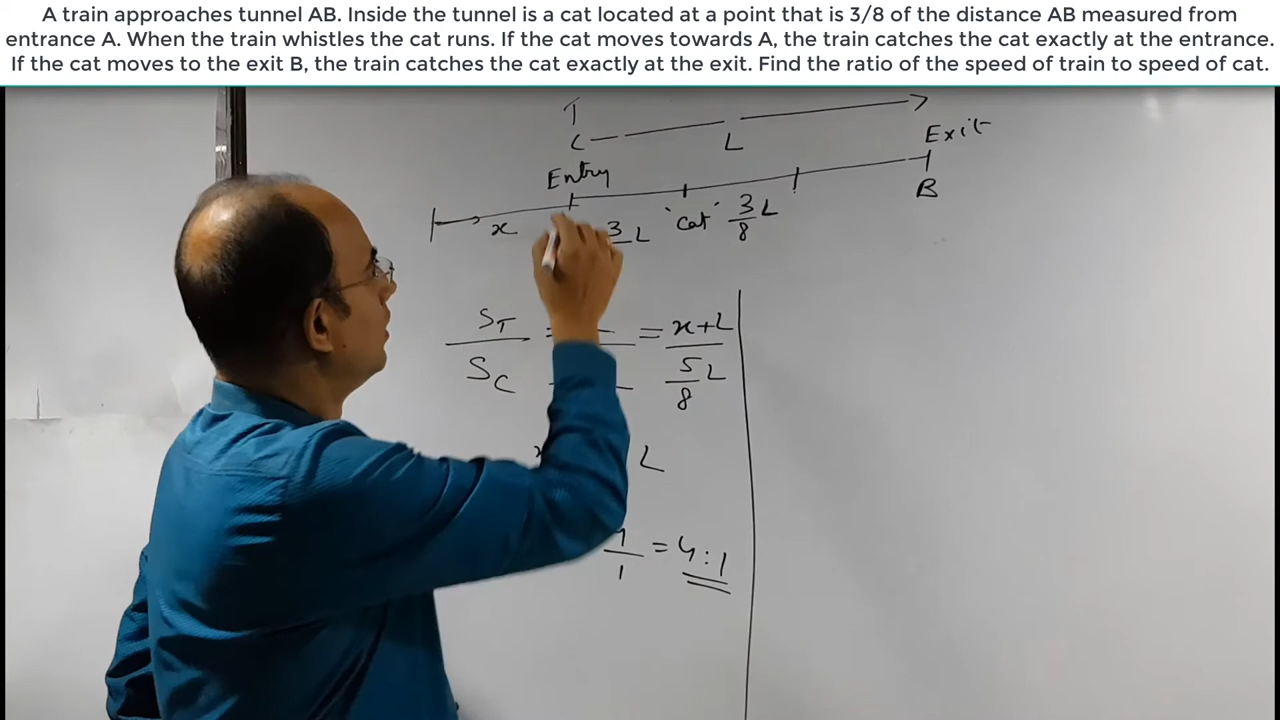 A train approaches tunnel AB. Inside the tunnel is a cat located at a point that is 3/8 of the distance AB measured from
entrance A. When the train whistles the cat runs. If the cat moves towards A, the train catches the cat exactly at the entrance.
If the cat moves to the exit B, the train catches the cat exactly at the exit. Find the ratio of the speed of train to speed of cat.
T
L
Exit
Entry
B
x 3 L 'cat' 3/8 L
S_T / S_C = = x+L / 5/8 L
L
1 = 4:1